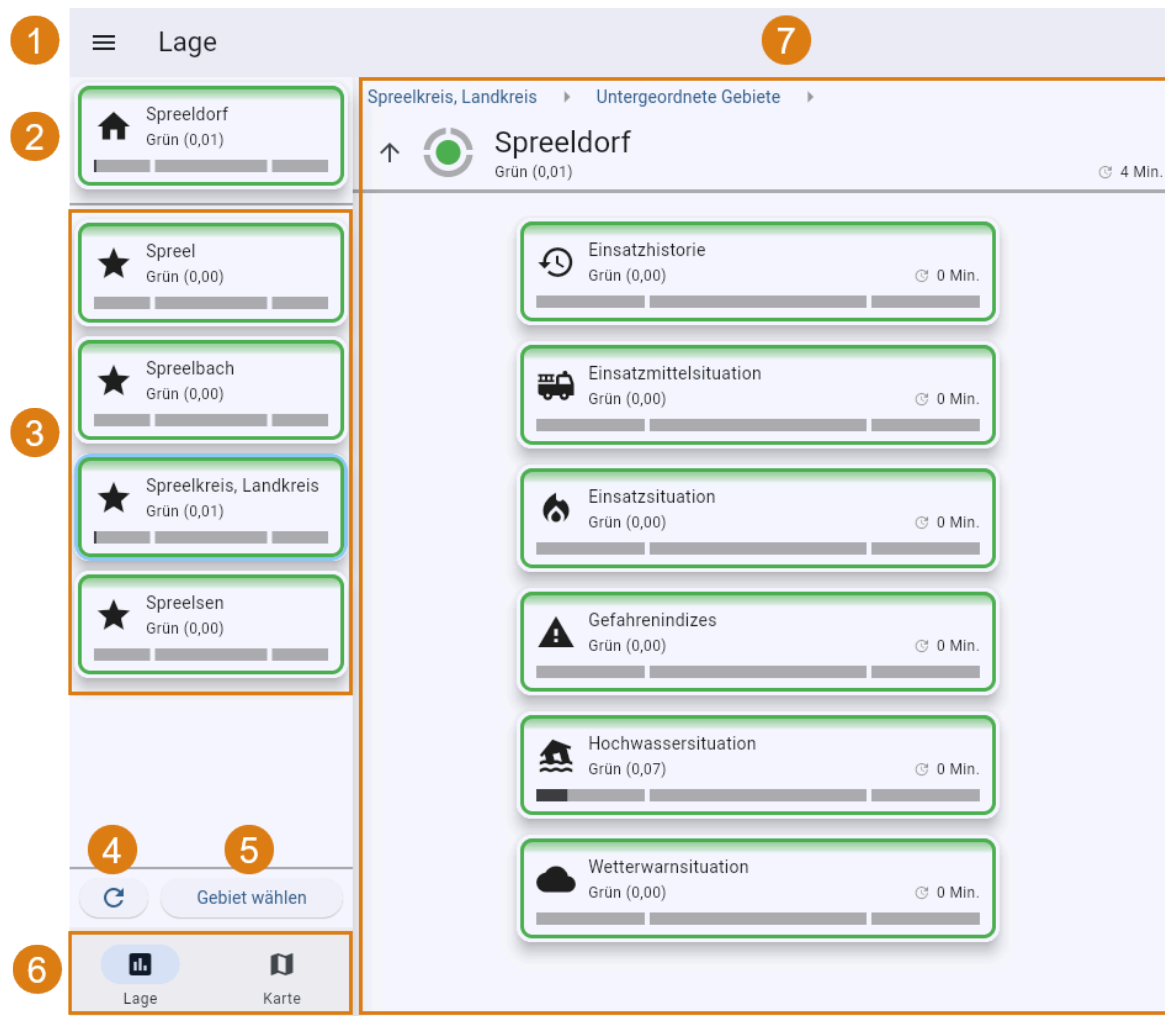 1
Lage
7
2
Spreeldorf
Grün (0,01)
3
Spreel
Grün (0,00)
Spreelbach
Grün (0,00)
Spreelkreis, Landkreis
Grün (0,01)
Spreelsen
Grün (0,00)
4
5
Gebiet wählen
6
Lage
Karte
Spreelkreis, Landkreis
Untergeordnete Gebiete
Spreeldorf
Grün (0,01)
4 Min.
Einsatzhistorie
Grün (0,00)
0 Min.
Einsatzmittelsituation
Grün (0,00)
0 Min.
Einsatzsituation
Grün (0,00)
0 Min.
Gefahrenindizes
Grün (0,00)
0 Min.
Hochwassersituation
Grün (0,07)
0 Min.
Wetterwarnsituation
Grün (0,00)
0 Min.